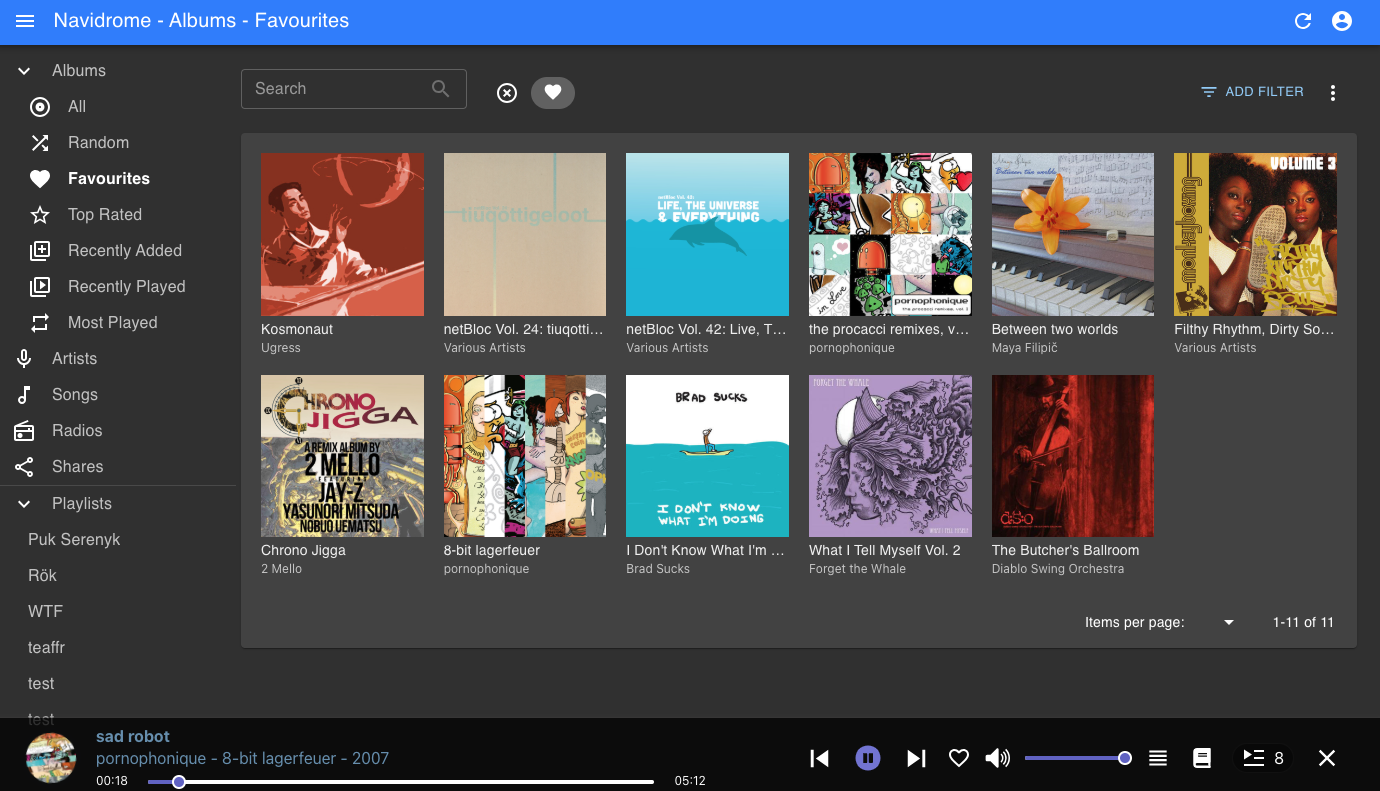 Navidrome - Albums - Favourites
Albums
All
Random
Favourites
Top Rated
Recently Added
Recently Played
Most Played
Artists
Songs
Radios
Shares
Playlists
Puk Serenyk
Rök
WTF
teaffr
test
test
Search
ADD FILTER
tiuqottigeloot
netBloc Vol. 42:
LIFE, THE UNIVERSE
& EVERYTHING
in Love
pornophonique
the procacci remixes, vol. 1
Between two worlds
VOLUME 3
monkeyboxing
Kosmonaut
Ugress
netBloc Vol. 24: tiuqotti…
Various Artists
netBloc Vol. 42: Live, T…
Various Artists
the procacci remixes, v…
pornophonique
Between two worlds
Maya Filipič
Filthy Rhythm, Dirty So…
Various Artists
CHRONO
JIGGA
A REMIX ALBUM BY
2 MELLO
FEATURING
JAY-Z
YASUNORI MITSUDA
NOBUO UEMATSU
BRAD SUCKS
I DON'T KNOW
WHAT I'M DOING
FORGET THE WHALE
WHAT I TELL MYSELF
d:s:o
Chrono Jigga
2 Mello
8-bit lagerfeuer
pornophonique
I Don't Know What I'm …
Brad Sucks
What I Tell Myself Vol. 2
Forget the Whale
The Butcher's Ballroom
Diablo Swing Orchestra
Items per page:
1-11 of 11
sad robot
pornophonique - 8-bit lagerfeuer - 2007
00:18
05:12
8